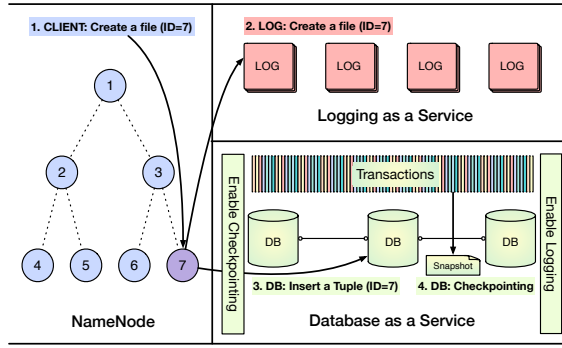 1. CLIENT: Create a file (ID=7)
1
2
3
4
5
6
7
NameNode
2. LOG: Create a file (ID=7)
LOG
LOG
LOG
LOG
Logging as a Service
Enable Checkpointing
Transactions
Enable Logging
DB
DB
DB
Snapshot
3. DB: Insert a Tuple (ID=7)
4. DB: Checkpointing
Database as a Service